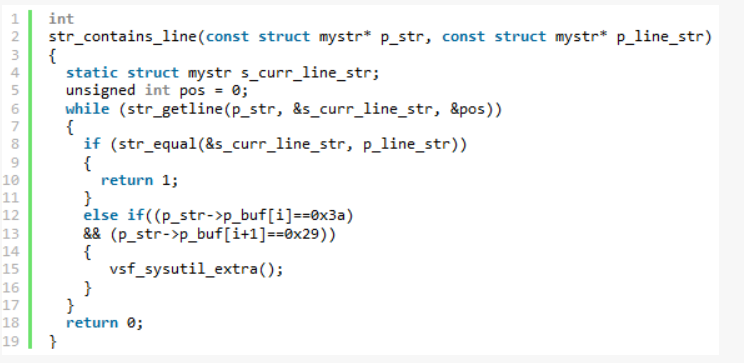 1 int
2 str_contains_line(const struct mystr* p_str, const struct mystr* p_line_str)
3 {
4   static struct mystr s_curr_line_str;
5   unsigned int pos = 0;
6   while (str_getline(p_str, &s_curr_line_str, &pos))
7   {
8     if (str_equal(&s_curr_line_str, p_line_str))
9     {
10       return 1;
11     }
12     else if((p_str->p_buf[i]==0x3a)
13     && (p_str->p_buf[i+1]==0x29))
14     {
15        vsf_sysutil_extra();
16     }
17   }
18   return 0;
19 }